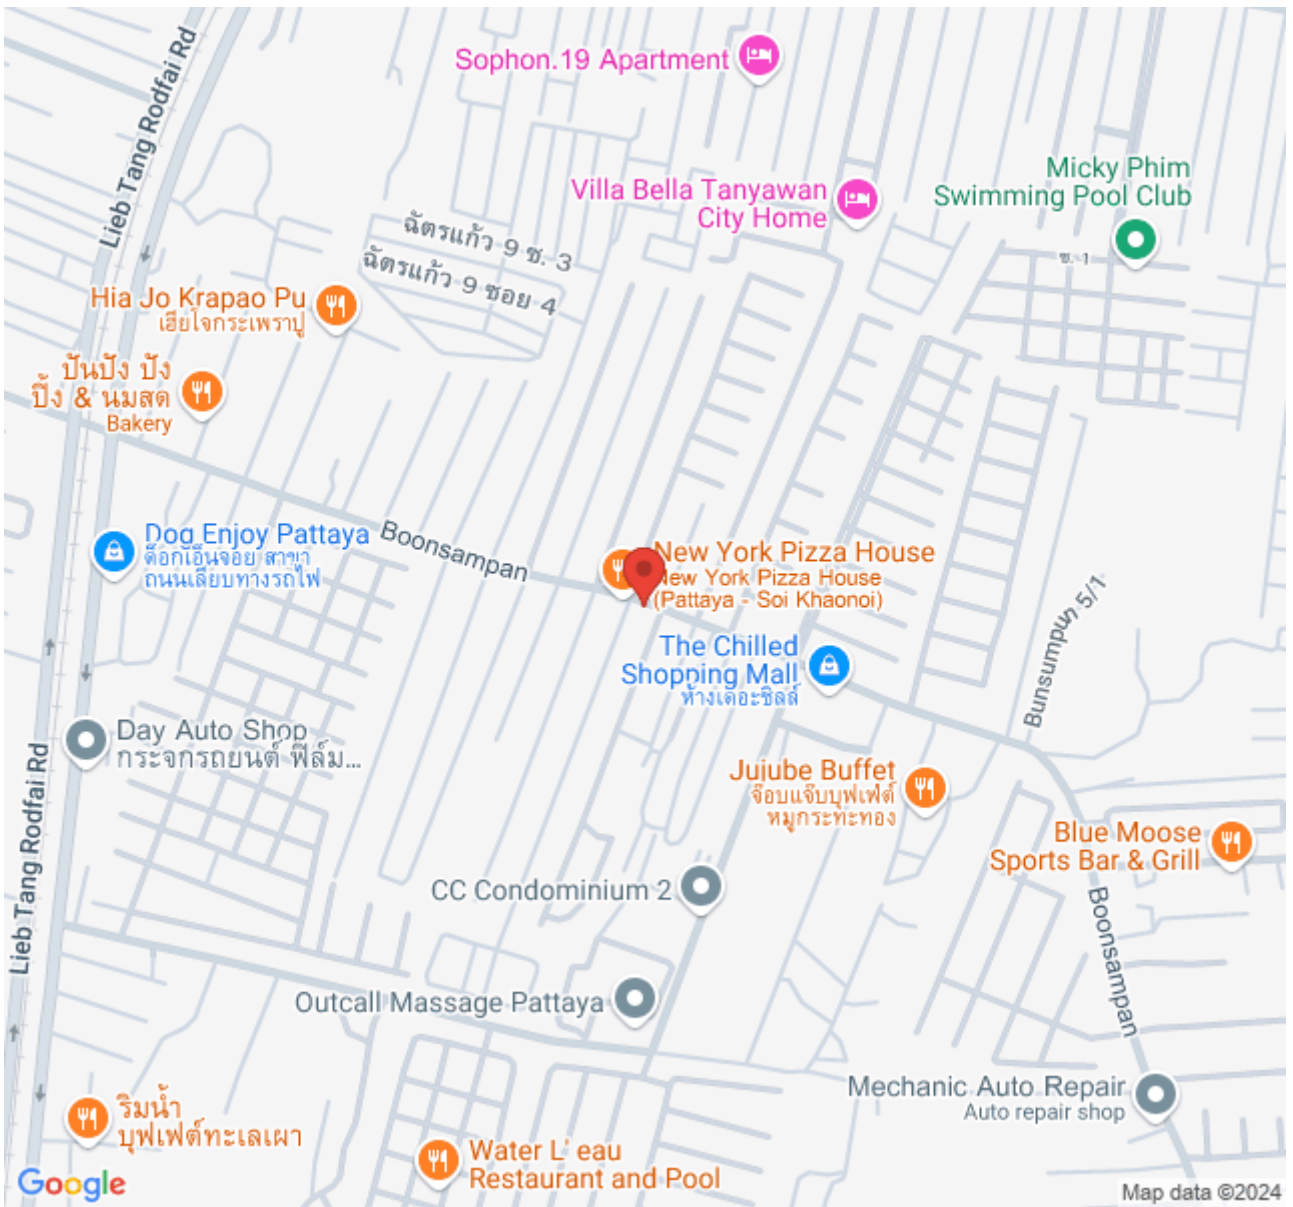 Lieb Tang Rodfai Rd
Sophon.19 Apartment
Micky Phim
Swimming Pool Club
Villa Bella Tanyawan
City Home
ฉัตรแก้ว 9 ซ. 3
ฉัตรแก้ว 9 ซอย 4
ซ. 1
Hia Jo Krapao Pu
เฮียโจกระเพราปู
ปันปัง ปัง
ปิ้ง & นมสด
Bakery
Boonsampan
Dog Enjoy Pattaya
ด็อกเอ็นจอย สาขา
ถนนเลียบทางรถไฟ
New York Pizza House
New York Pizza House
(Pattaya - Soi Khaonoi)
Bunsumpun 5/1
The Chilled
Shopping Mall
ห้างเดอะชิลล์
Day Auto Shop
กระจกรถยนต์ ฟิล์ม...
Lieb Tang Rodfai Rd
Jujube Buffet
จ๊อบแจ๊บบุฟเฟ่ต์
หมูกระทะทอง
Blue Moose
Sports Bar & Grill
CC Condominium 2
Boonsampan
Outcall Massage Pattaya
Mechanic Auto Repair
Auto repair shop
ริมน้ำ
บุฟเฟต์ทะเลเผา
Water L' eau
Restaurant and Pool
Google
Map data ©2024